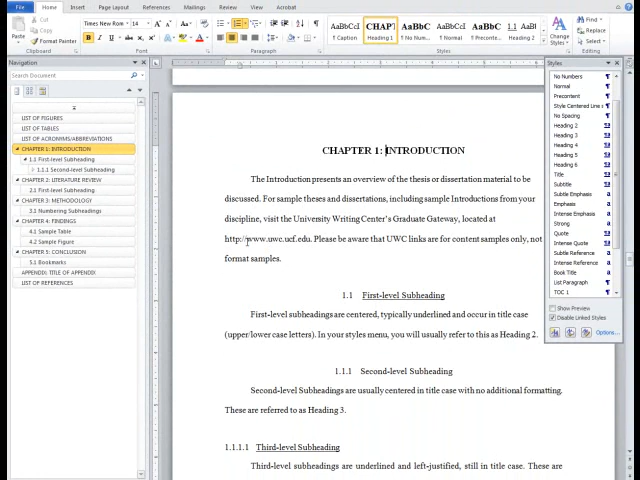 File Home Insert Page Layout References Mailings Review View Acrobat
Cut
Copy
Paste
Format Painter
Times New Ror 14
AaBbCcI CHAPT AaBbC AaBbCcI AaBbCc 1.1 AaBbCc
¶ Caption Heading 1 ¶ No Num... ¶ Normal ¶ Preconte... Heading 2
Change Styles
Find
Replace
Select
Clipboard Font Paragraph Styles Editing
Navigation
Search Document
LIST OF FIGURES
LIST OF TABLES
LIST OF ACRONYMS/ABBREVIATIONS
CHAPTER 1: INTRODUCTION
1.1 First-level Subheading
1.1.1 Second-level Subheading
CHAPTER 2: LITERATURE REVIEW
2.1 First-level Subheading
CHAPTER 3: METHODOLOGY
3.1 Numbering Subheadings
CHAPTER 4: FINDINGS
4.1 Sample Table
4.2 Sample Figure
CHAPTER 5: CONCLUSION
5.1 Bookmarks
APPENDIX: TITLE OF APPENDIX
LIST OF REFERENCES
CHAPTER 1: INTRODUCTION
The Introduction presents an overview of the thesis or dissertation material to be
discussed. For sample theses and dissertations, including sample Introductions from your
discipline, visit the University Writing Center's Graduate Gateway, located at
http://www.uwc.ucf.edu. Please be aware that UWC links are for content samples only, not
format samples.
1.1 First-level Subheading
First-level subheadings are centered, typically underlined and occur in title case
(upper/lower case letters). In your styles menu, you will usually refer to this as Heading 2.
1.1.1 Second-level Subheading
Second-level Subheadings are usually centered in title case with no additional formatting.
These are referred to as Heading 3.
1.1.1.1 Third-level Subheading
Third-level subheadings are underlined and left-justified, still in title case. These are
Styles
No Numbers
Normal
Precontent
Style Centered Line s
No Spacing
Heading 2
Heading 3
Heading 4
Heading 5
Heading 6
Title
Subtitle
Subtle Emphasis
Emphasis
Intense Emphasis
Strong
Quote
Intense Quote
Subtle Reference
Intense Reference
Book Title
List Paragraph
TOC 1
Show Preview
Disable Linked Styles
Options...